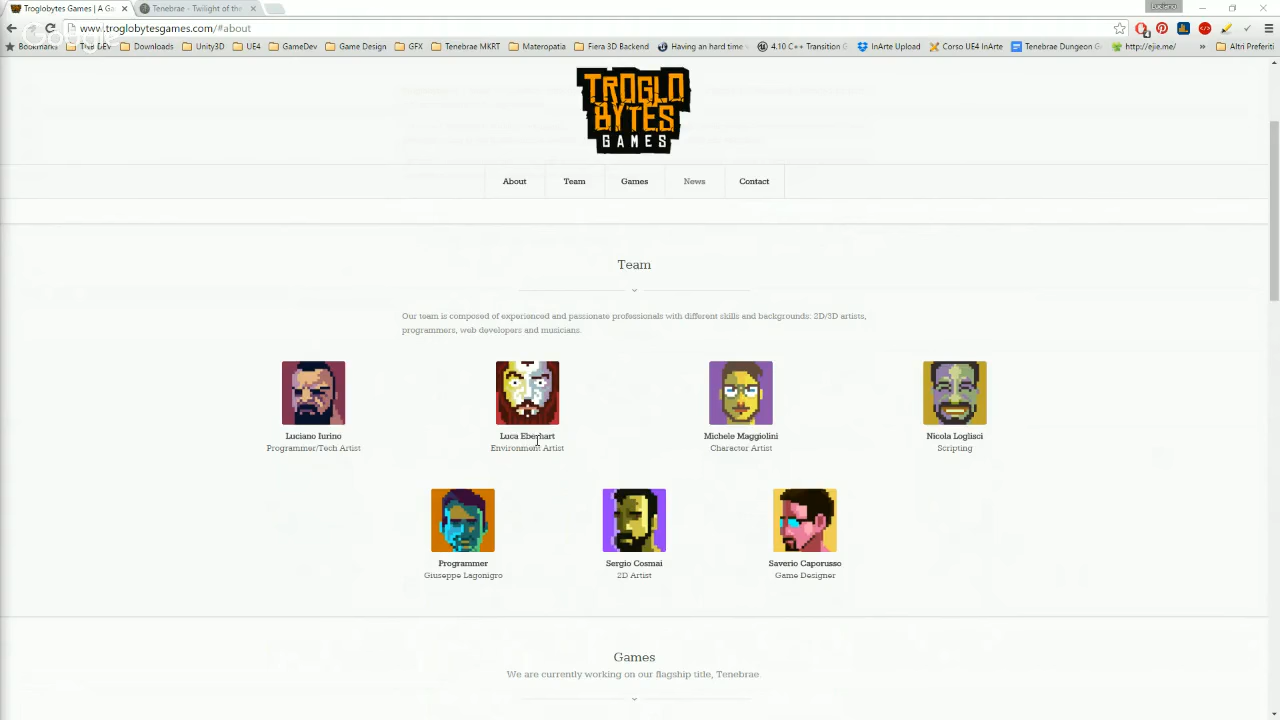 Troglobytes Games | A Ga
Tenebrae - Twilight of the
Luciano
www.troglobytesgames.com/#about
Bookmarks
To DEV
Downloads
Unity3D
UE4
GameDev
Game Design
GFX
Tenebrae MKRT
Materopatia
Fiera 3D Backend
Having an hard time
4.10 Transition G
InArte Upload
Corso UE4 InArte
Tenebrae Dungeon G
http://ejie.me/
»
Altri Preferiti
TROGLO
BYTES
GAMES
About
Team
Games
News
Contact
Team
Our team is composed of experienced and passionate professionals with different skills and backgrounds: 2D/3D artists,
programmers, web developers and musicians.
Luciano Iurino
Programmer/Tech Artist
Luca Eberhart
Environment Artist
Michele Maggiolini
Character Artist
Nicola Loglisci
Scripting
Programmer
Giuseppe Lagonigro
Sergio Cosmai
2D Artist
Saverio Caporusso
Game Designer
Games
We are currently working on our flagship title, Tenebrae.